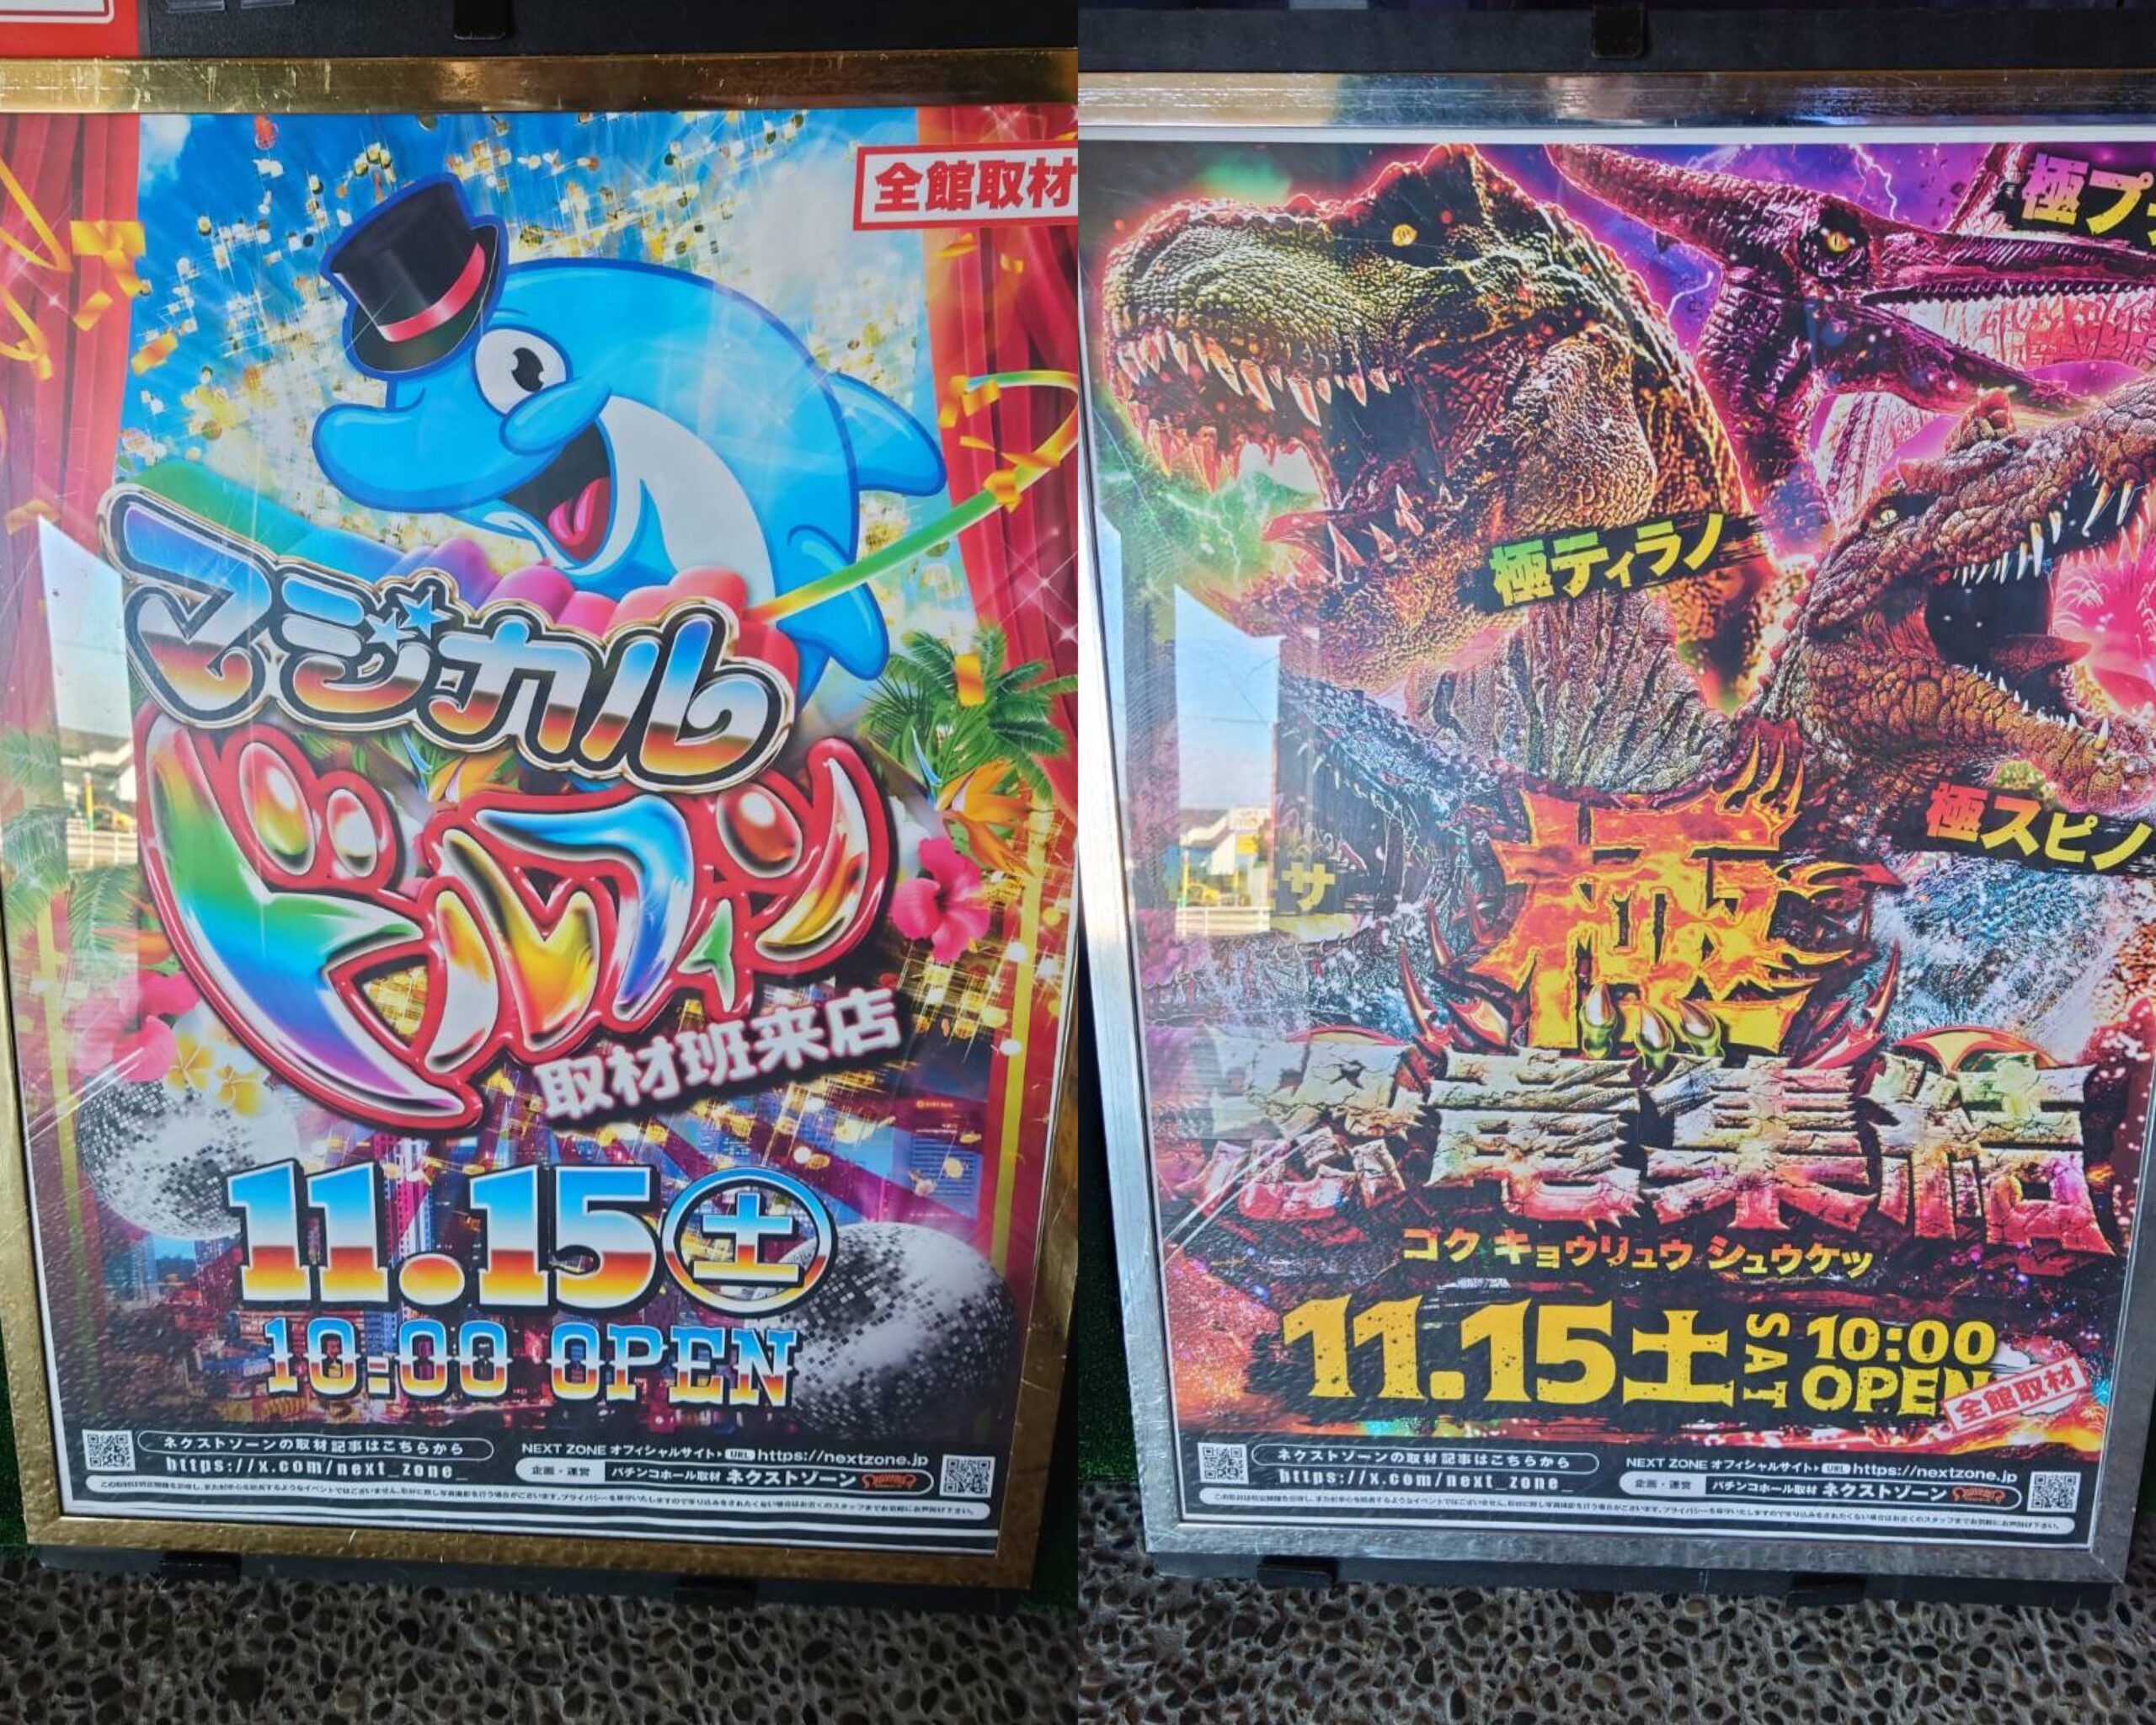 全館取材
マジカル
ドルフィン
取材班来店
11.15土
10:00 OPEN
ネクストゾーンの取材記事はこちらから
https://x.com/next_zone_
NEXT ZONE オフィシャルサイト URL https://nextzone.jp
企画・運営 パチンコホール取材 ネクストゾーン
極プ
極ティラノ
極スピノ
サ
極
竜集結
ゴク キョウリュウ シュウケツ
11.15土 SAT 10:00 OPEN
全館取材
ネクストゾーンの取材記事はこちらから
https://x.com/next_zone_
NEXT ZONE オフィシャルサイト URL https://nextzone.jp
企画・運営 パチンコホール取材 ネクストゾーン